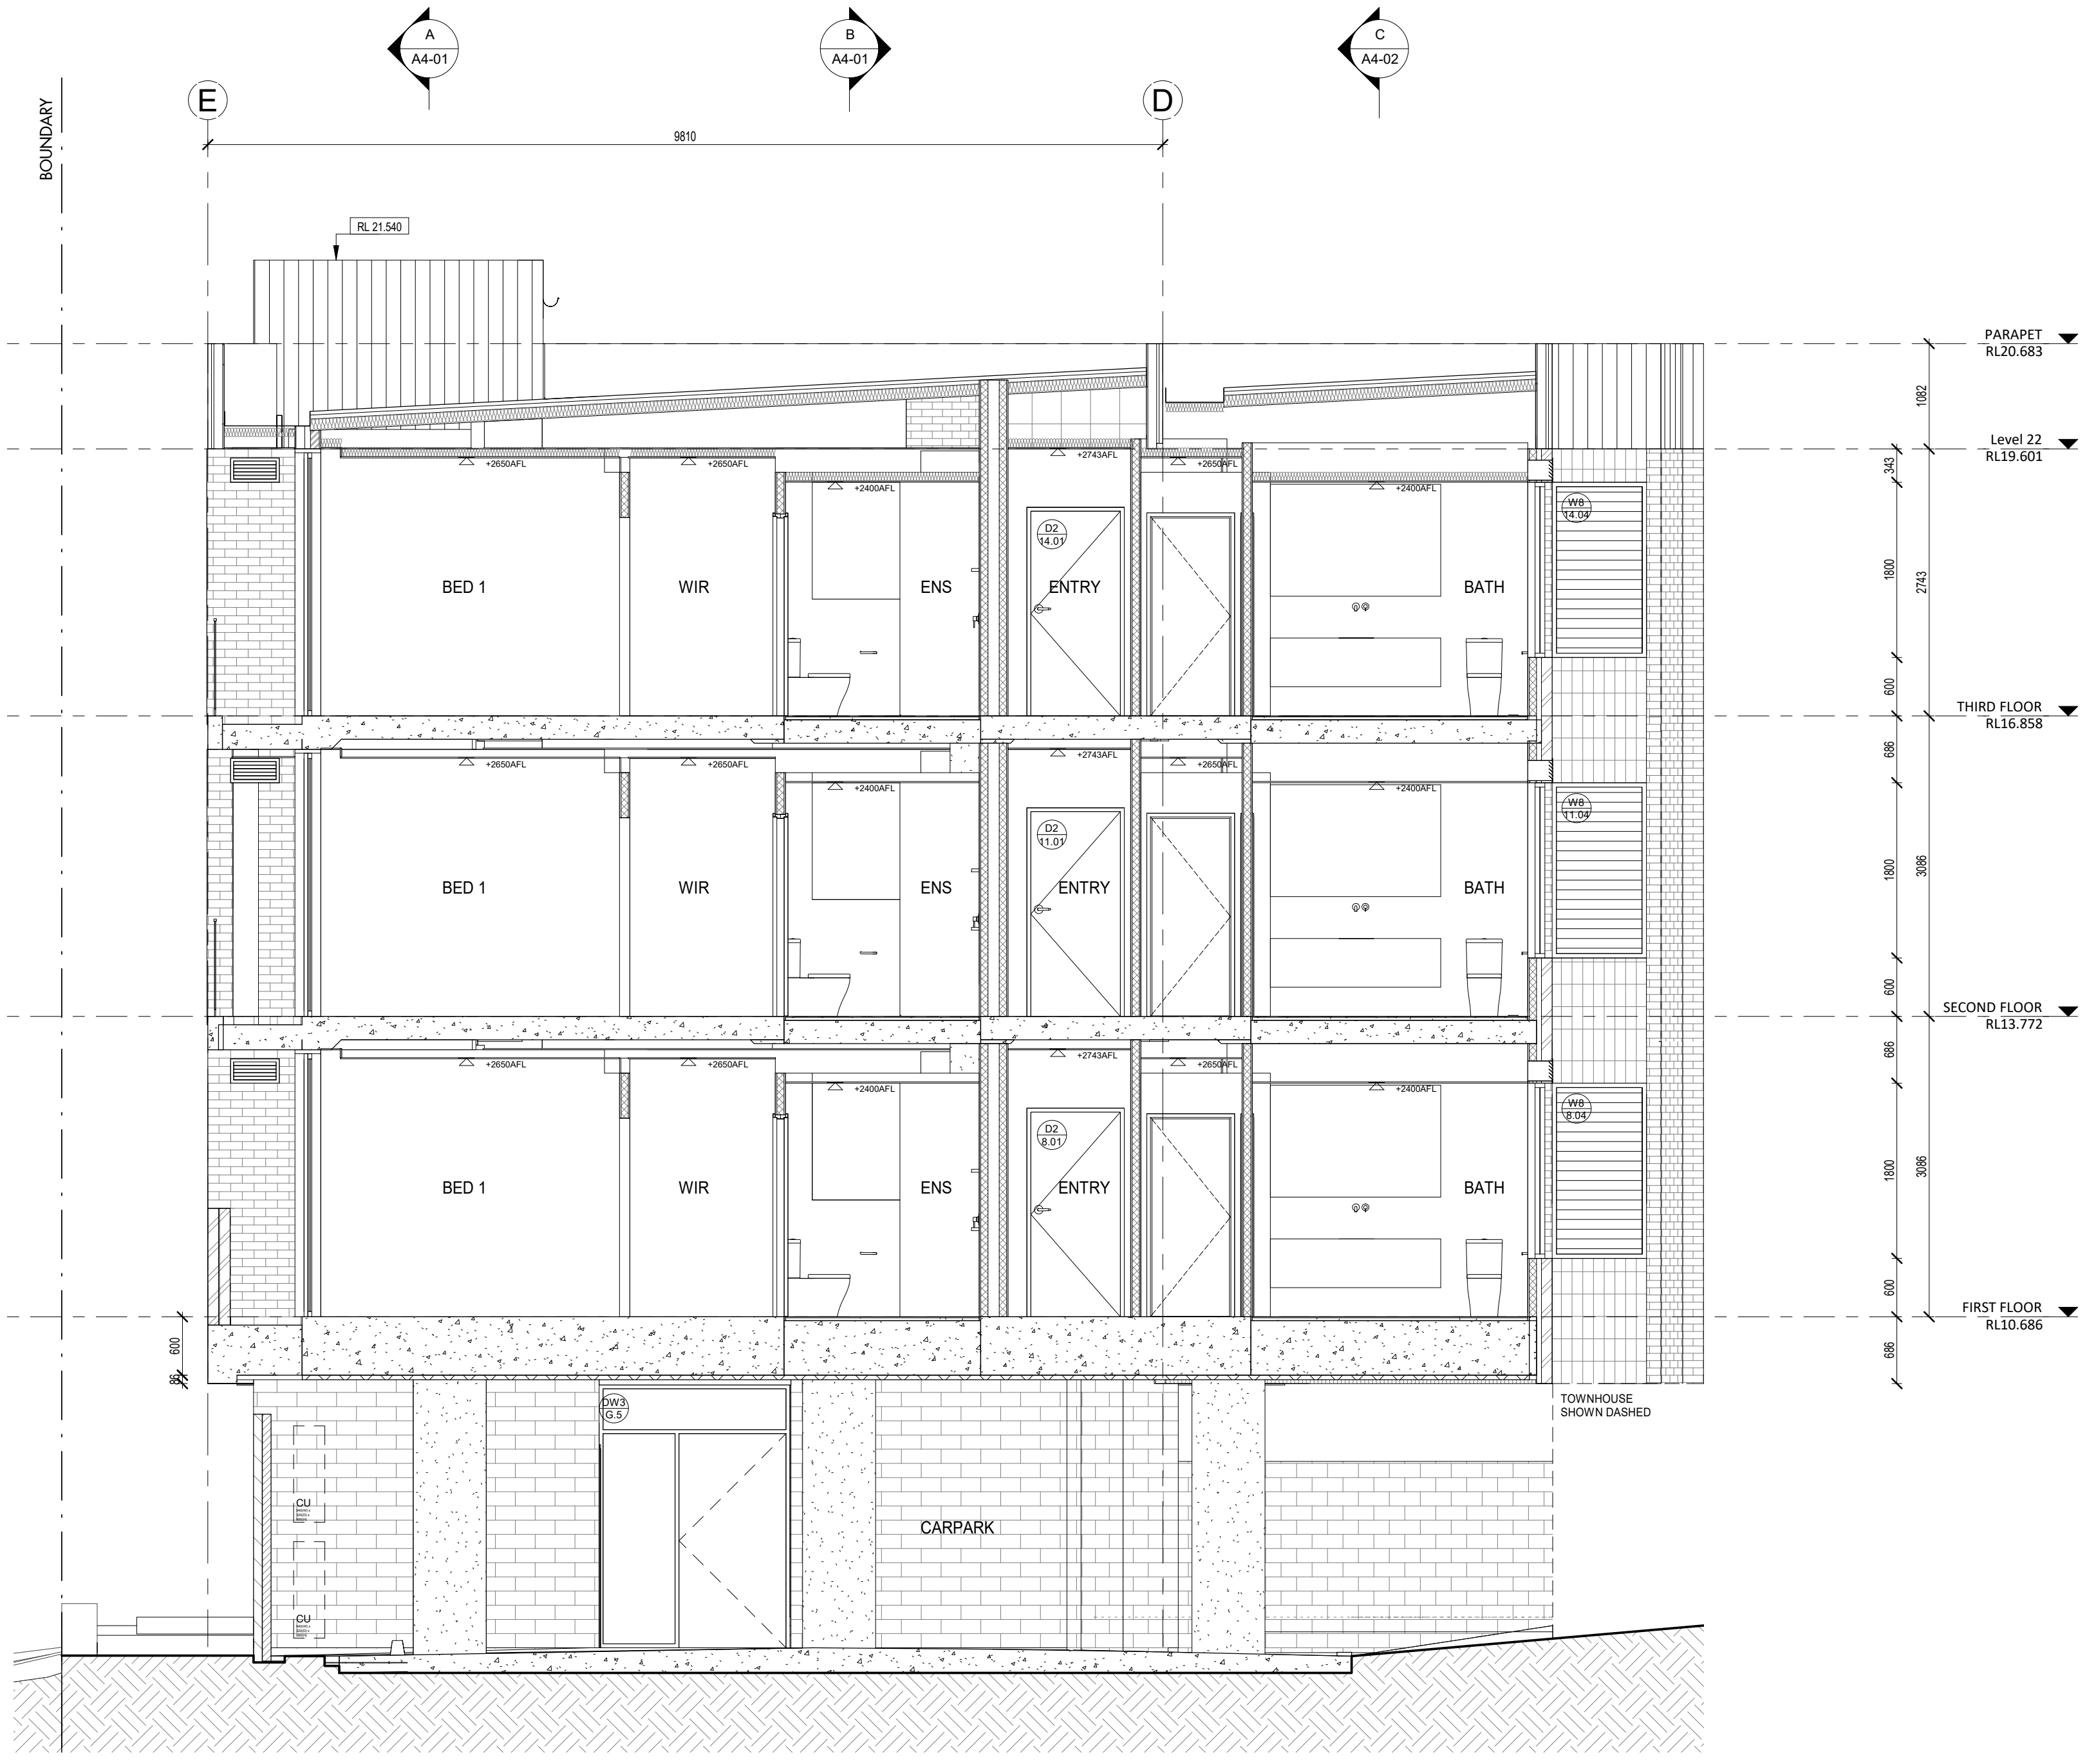 A
A4-01
B
A4-01
C
A4-02
E
D
BOUNDARY
9810
RL 21.540
PARAPET
RL20.683
1082
Level 22
RL19.601
343
+2650AFL
+2650AFL
+2743AFL
+2650AFL
+2400AFL
+2400AFL
W8
14.04
D2
14.01
BED 1
WIR
ENS
ENTRY
BATH
1800
2743
600
THIRD FLOOR
RL16.858
686
+2650AFL
+2650AFL
+2743AFL
+2650AFL
+2400AFL
+2400AFL
W8
11.04
D2
11.01
BED 1
WIR
ENS
ENTRY
BATH
1800
3086
600
SECOND FLOOR
RL13.772
686
+2650AFL
+2650AFL
+2743AFL
+2650AFL
+2400AFL
+2400AFL
W8
8.04
D2
8.01
BED 1
WIR
ENS
ENTRY
BATH
1800
3086
600
FIRST FLOOR
RL10.686
600
686
86
TOWNHOUSE
SHOWN DASHED
DW3
G.5
CU
CARPARK
CU